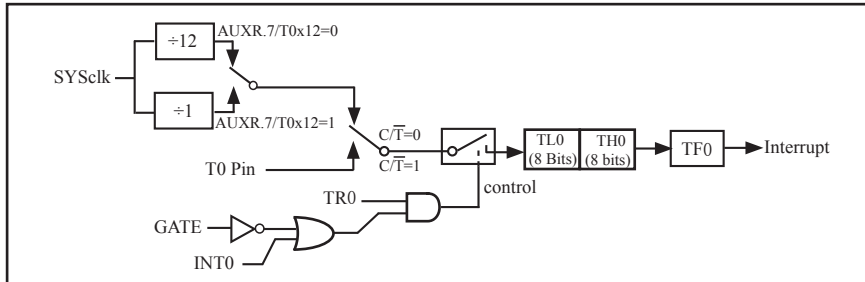 ÷12
AUXR.7/T0x12=0
SYSclk
÷1
AUXR.7/T0x12=1
C/T̅=0
C/T̅=1
T0 Pin
TL0
(8 Bits)
TH0
(8 bits)
TF0
Interrupt
control
TR0
GATE
INT0